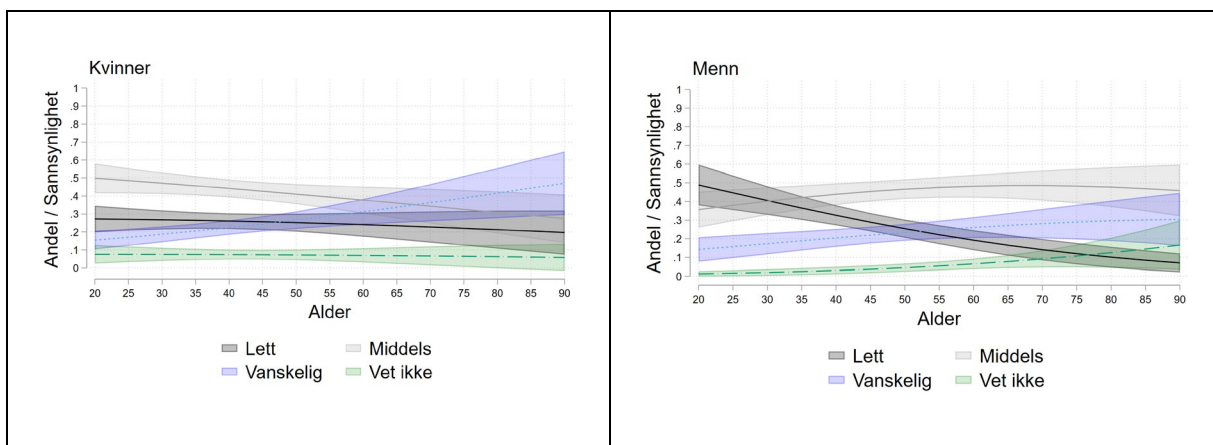 Kvinner
Andel / Sannsynlighet
1
.9
.8
.7
.6
.5
.4
.3
.2
.1
0
20 25 30 35 40 45 50 55 60 65 70 75 80 85 90
Alder
Lett Middels
Vanskelig Vet ikke
Menn
Andel / Sannsynlighet
1
.9
.8
.7
.6
.5
.4
.3
.2
.1
0
20 25 30 35 40 45 50 55 60 65 70 75 80 85 90
Alder
Lett Middels
Vanskelig Vet ikke